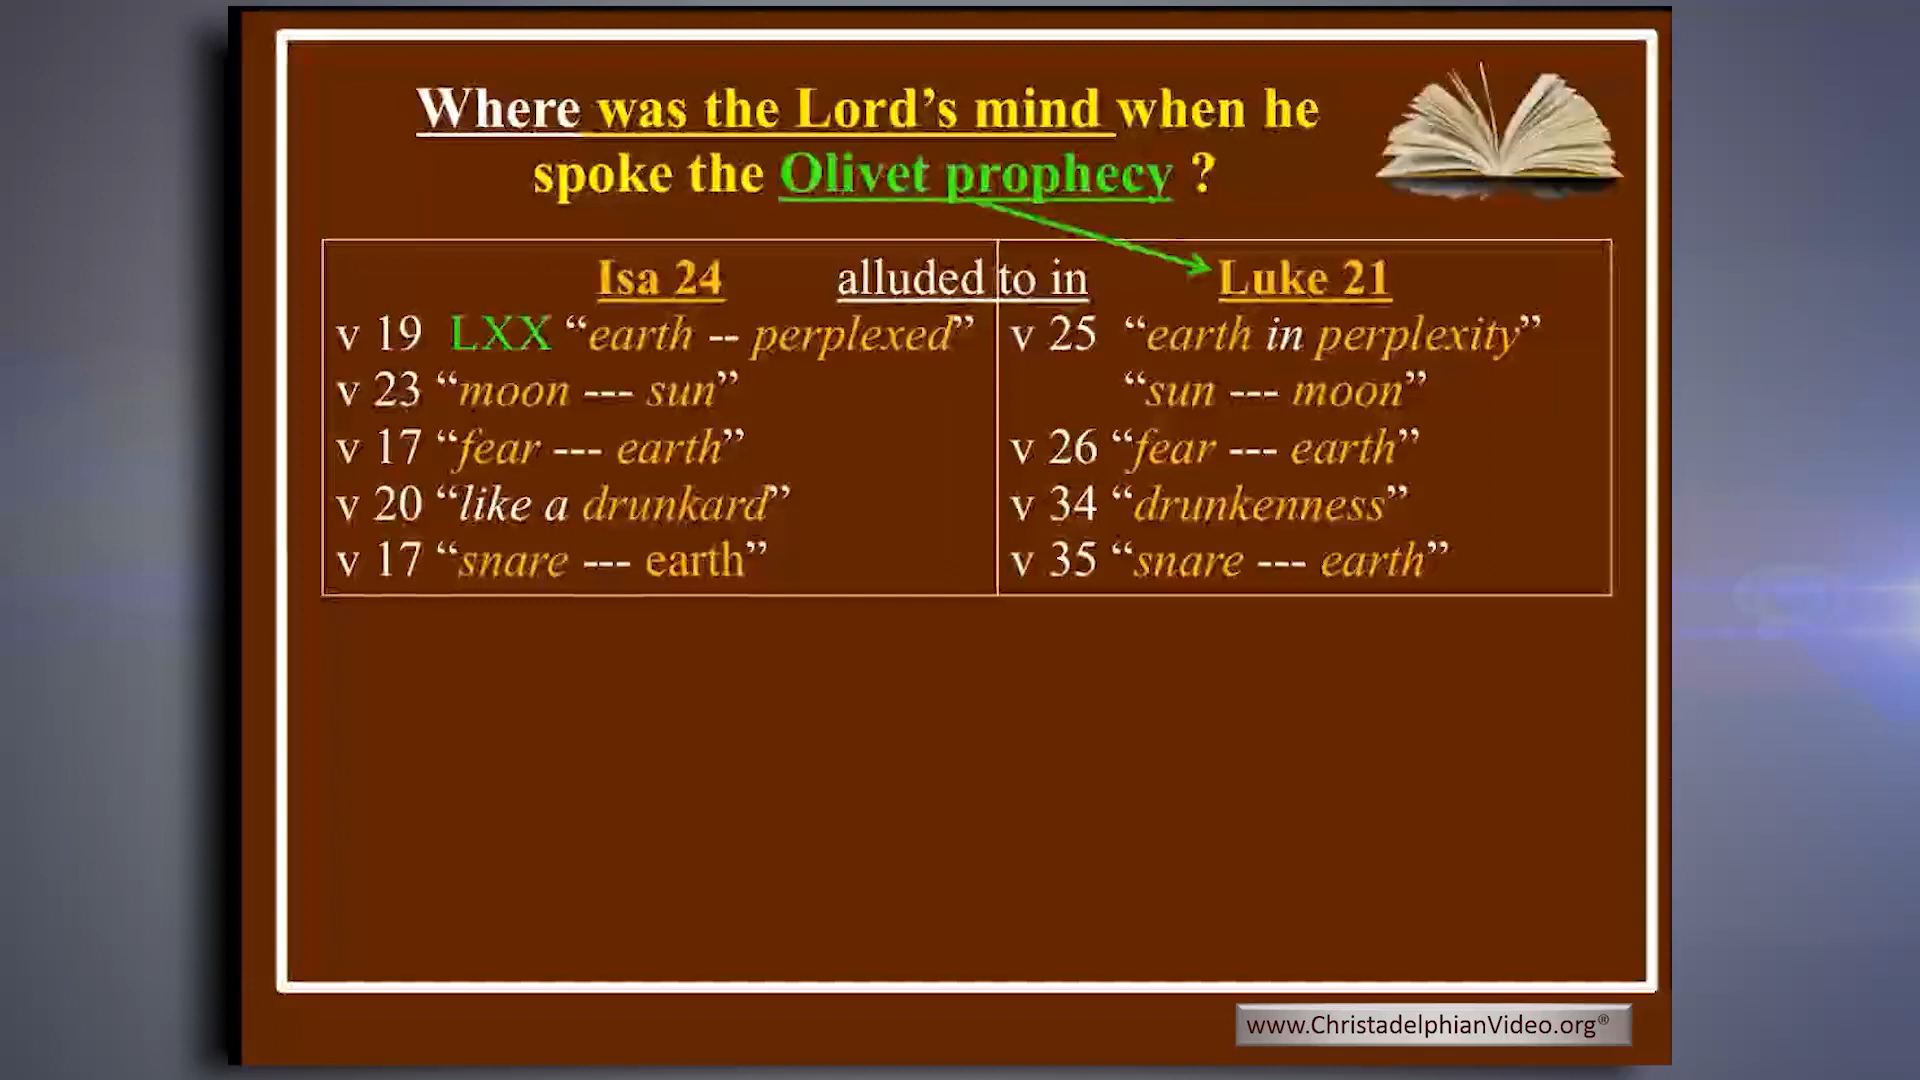 Where was the Lord’s mind when he
spoke the Olivet prophecy ?
Isa 24 alluded to in Luke 21
v 19 LXX “earth -- perplexed” v 25 “earth in perplexity”
v 23 “moon --- sun” “sun --- moon”
v 17 “fear --- earth” v 26 “fear --- earth”
v 20 “like a drunkard” v 34 “drunkenness”
v 17 “snare --- earth” v 35 “snare --- earth”
www.ChristadelphianVideo.org®